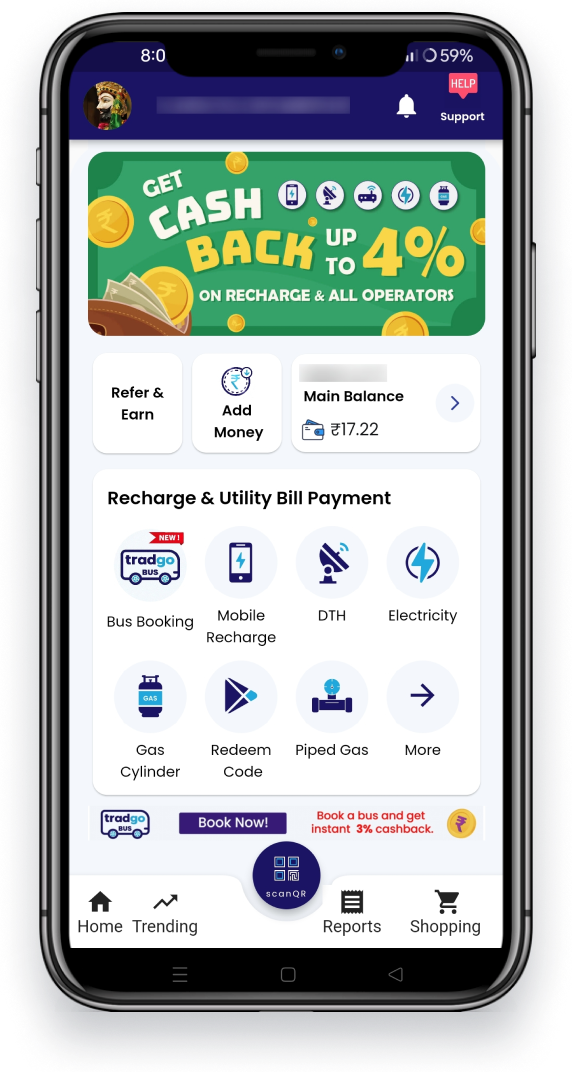 8:0
59%
HELP
Support
GET
CASH
BACK UP TO 4%
ON RECHARGE & ALL OPERATORS
Refer &
Earn
Add
Money
Main Balance
₹17.22
Recharge & Utility Bill Payment
NEW!
tradgo
BUS
Bus Booking
Mobile
Recharge
DTH
Electricity
GAS
Gas
Cylinder
Redeem
Code
Piped Gas
More
tradgo
BUS
Book Now!
Book a bus and get
instant 3% cashback.
scanQR
Home
Trending
Reports
Shopping